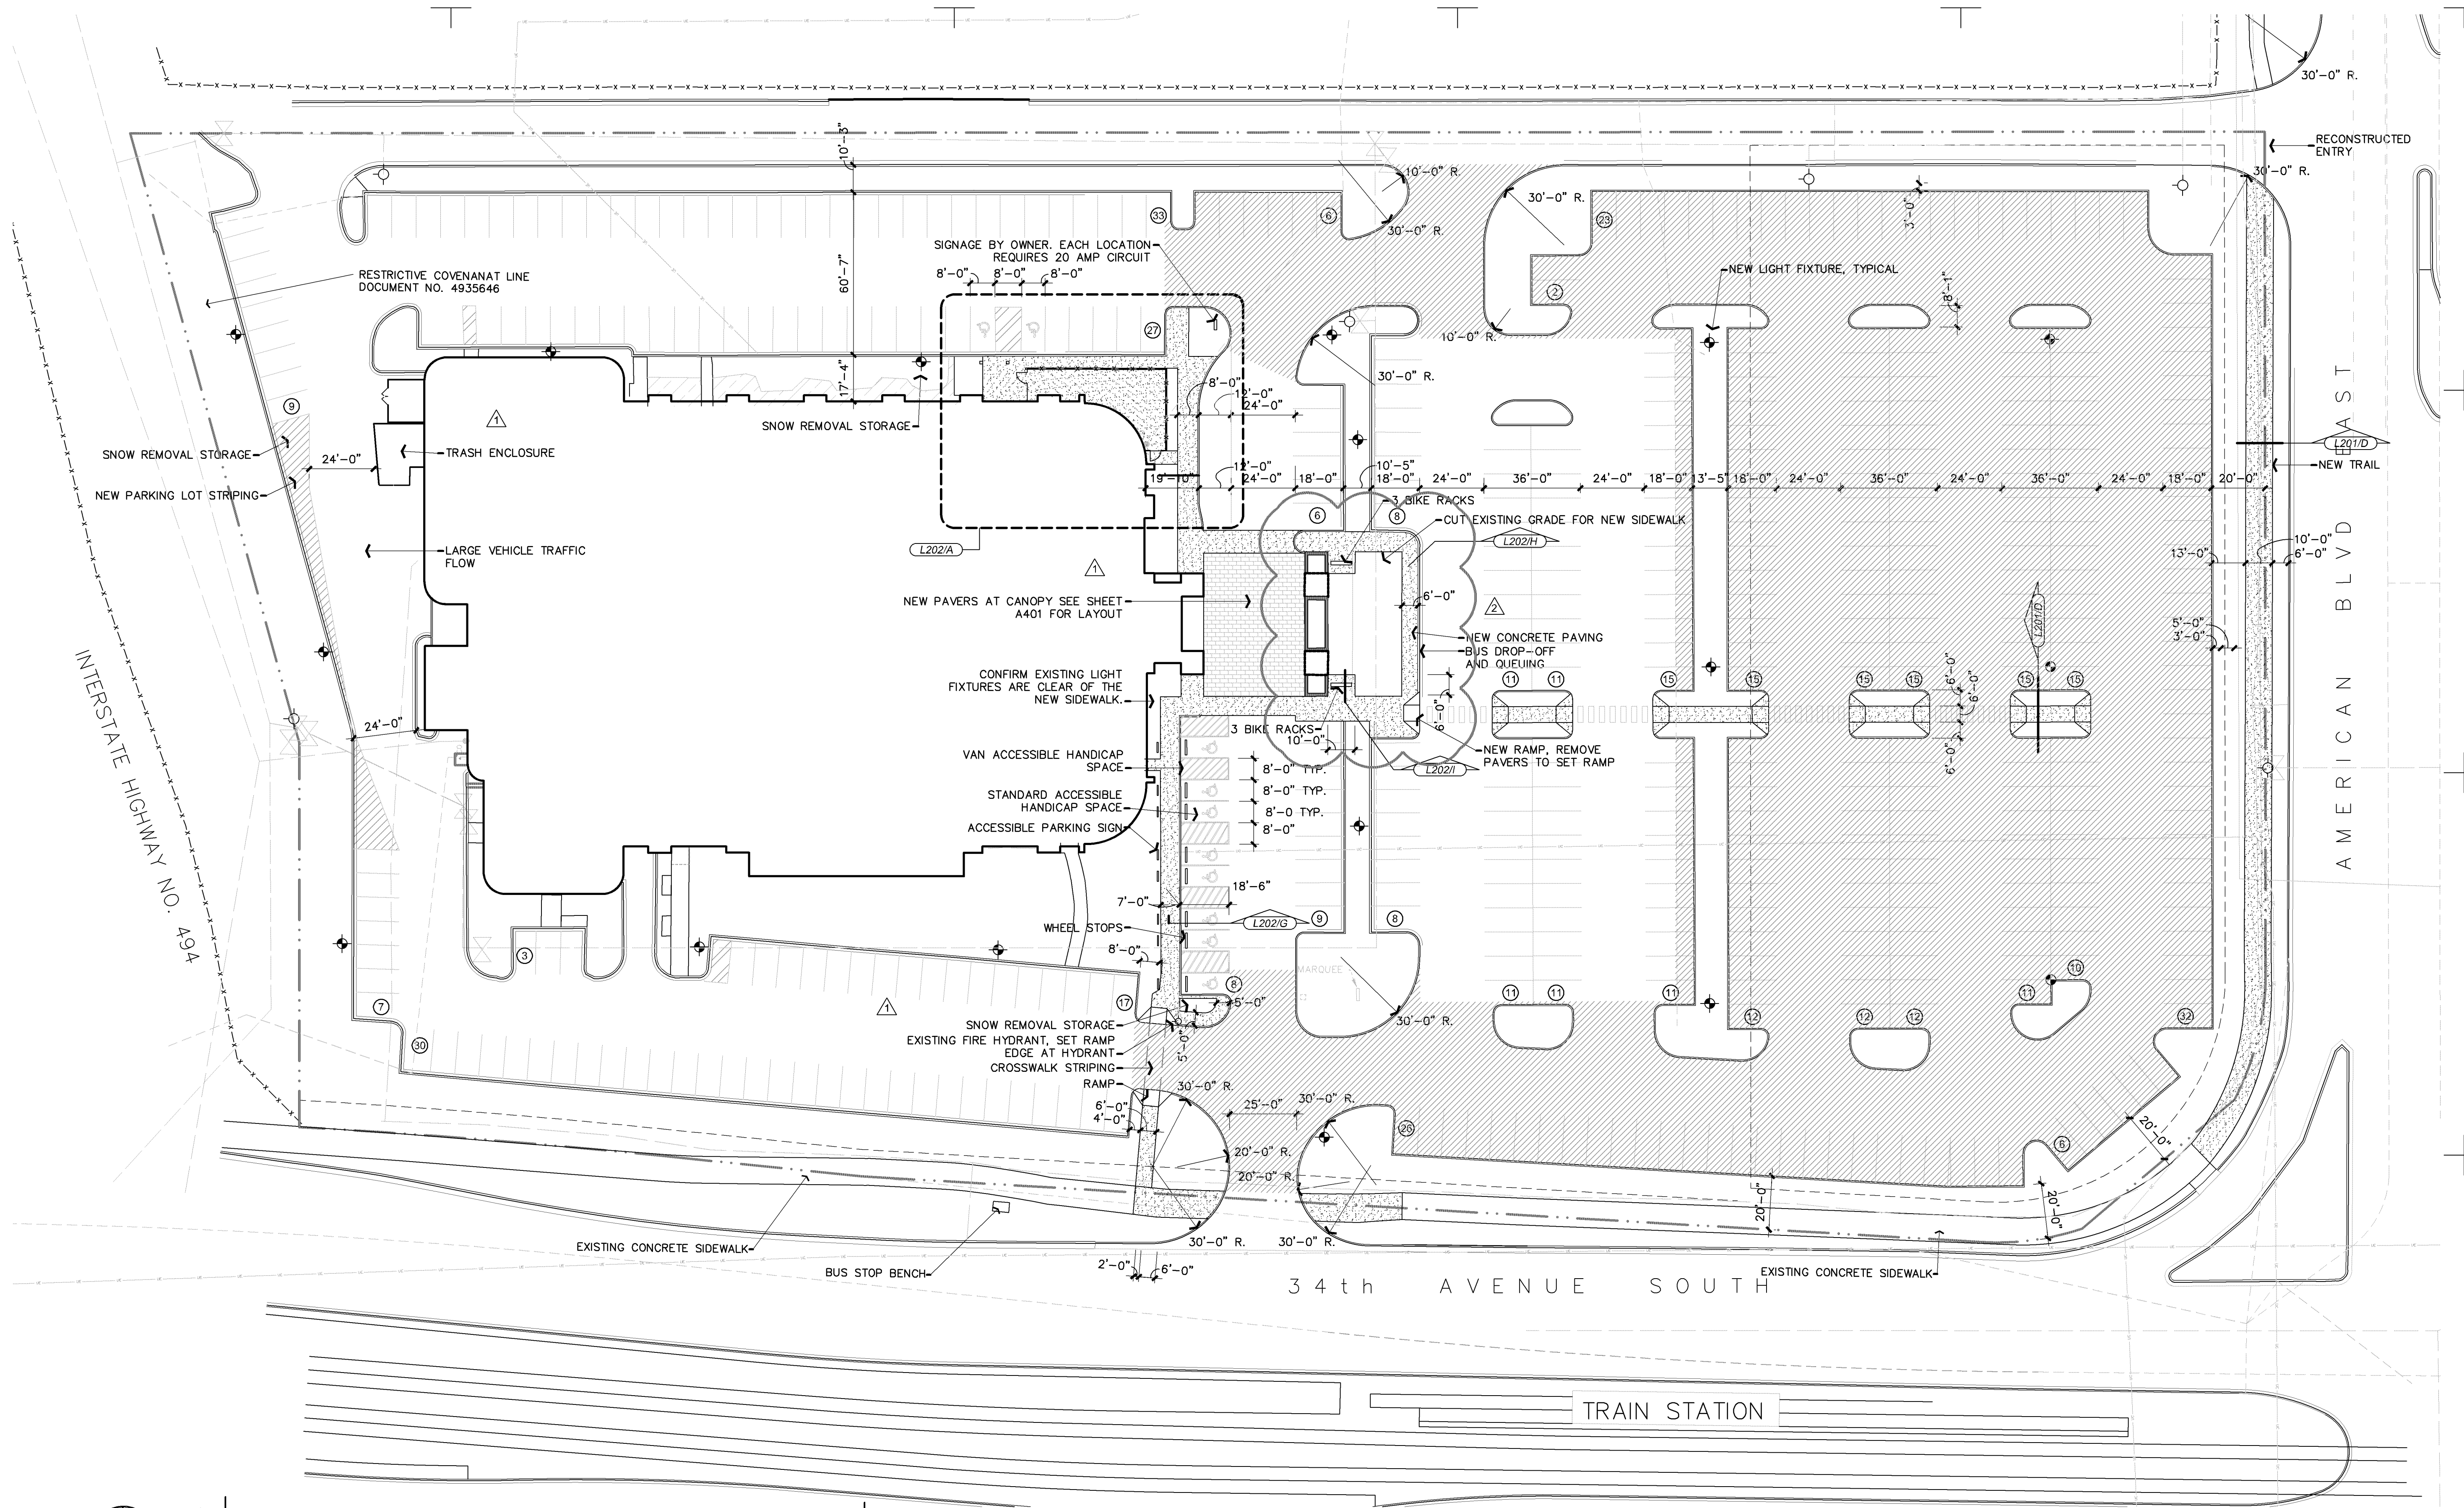 30'-0" R.
RECONSTRUCTED
ENTRY
10'-3"
10'-0" R.
30'-0" R.
30'-0" R.
30'-0" R.
33
6
23
3'-0"
SIGNAGE BY OWNER. EACH LOCATION
REQUIRES 20 AMP CIRCUIT
8'-0"
8'-0"
8'-0"
60'-7"
RESTRICTIVE COVENANAT LINE
DOCUMENT NO. 4935646
NEW LIGHT FIXTURE, TYPICAL
2
8'-1"
27
10'-0" R.
30'-0" R.
17'-4"
8'-0"
12'-0"
24'-0"
9
1
SNOW REMOVAL STORAGE
SNOW REMOVAL STORAGE
24'-0"
TRASH ENCLOSURE
NEW PARKING LOT STRIPING
L201/D
NEW TRAIL
12'-0"
10'-5"
19'-10"
24'-0"
18'-0"
18'-0"
24'-0"
36'-0"
24'-0"
18'-0"
13'-5"
18'-0"
24'-0"
36'-0"
24'-0"
36'-0"
24'-0"
18'-0"
20'-0"
3 BIKE RACKS
6
8
CUT EXISTING GRADE FOR NEW SIDEWALK
L202/H
L202/A
LARGE VEHICLE TRAFFIC
FLOW
10'-0"
13'-0"
6'-0"
1
NEW PAVERS AT CANOPY SEE SHEET
A401 FOR LAYOUT
6'-0"
2
NEW CONCRETE PAVING
BUS DROP-OFF
AND QUEUING
L201/D
5'-0"
3'-0"
AMERICAN BLVD EAST
INTERSTATE HIGHWAY NO. 494
CONFIRM EXISTING LIGHT
FIXTURES ARE CLEAR OF THE
NEW SIDEWALK.
11
11
15
15
15
15
15
15
6'-0"
6'-0"
6'-0"
6'-0"
24'-0"
3 BIKE RACKS
10'-0"
NEW RAMP, REMOVE
PAVERS TO SET RAMP
L202/I
VAN ACCESSIBLE HANDICAP
SPACE
8'-0" TYP.
8'-0" TYP.
STANDARD ACCESSIBLE
HANDICAP SPACE
8'-0 TYP.
ACCESSIBLE PARKING SIGN
8'-0"
18'-6"
7'-0"
L202/G
9
8
WHEEL STOPS
8'-0"
3
MARQUEE
8
10
11
11
11
11
12
12
12
32
7
1
17
5'-0"
SNOW REMOVAL STORAGE
EXISTING FIRE HYDRANT, SET RAMP
EDGE AT HYDRANT
5'-0"
30'-0" R.
30
CROSSWALK STRIPING
RAMP
30'-0" R.
6'-0"
4'-0"
25'-0"
30'-0" R.
26
20'-0"
6
20'-0" R.
20'-0" R.
20'-0"
20'-0"
30'-0" R.
30'-0" R.
EXISTING CONCRETE SIDEWALK
BUS STOP BENCH
2'-0"
6'-0"
EXISTING CONCRETE SIDEWALK
34th AVENUE SOUTH
TRAIN STATION